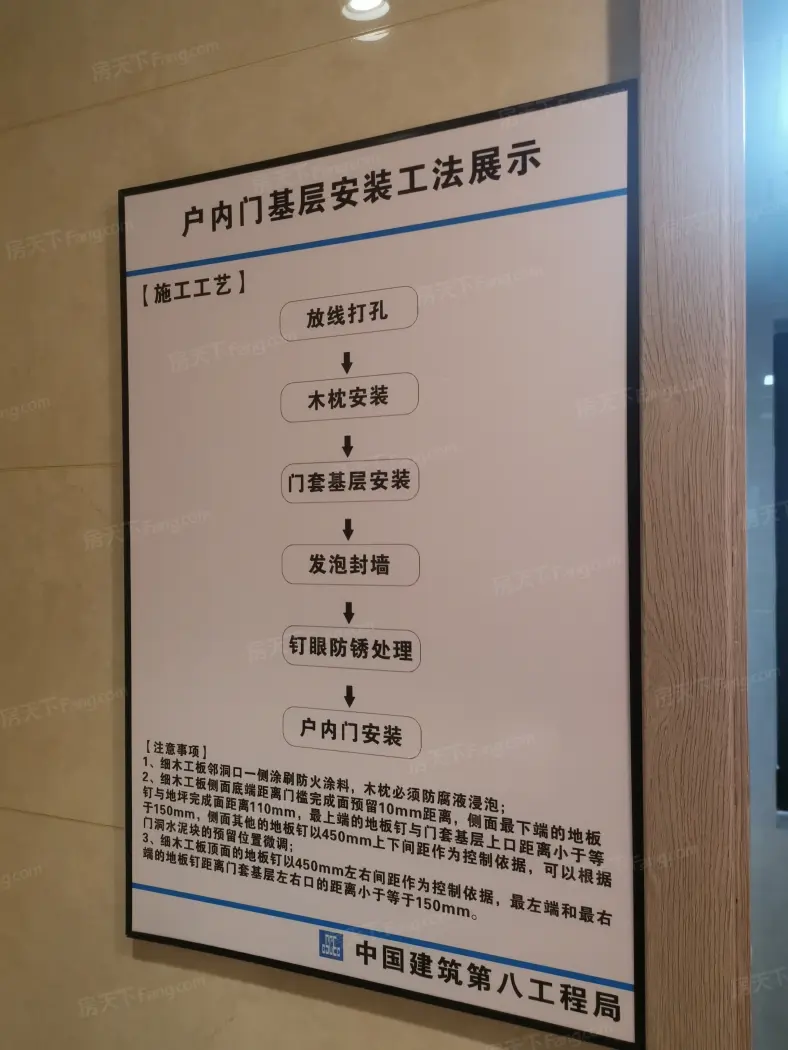 户内门基层安装工法展示
【施工工艺】
放线打孔
木枕安装
门套基层安装
发泡封墙
钉眼防锈处理
户内门安装
【注意事项】
1、细木工板邻洞口一侧涂刷防火涂料，木枕必须防腐液浸泡；
2、细木工板侧面底端距离门槛完成面预留10mm距离，侧面最下端的地板
钉与地坪完成面距离110mm，最上端的地板钉与门套基层上口距离小于等
于150mm，侧面其他的地板钉以450mm上下间距作为控制依据，可以根据
门洞水泥块的预留位置微调；
3、细木工板顶面的地板钉以450mm左右间距作为控制依据，最左端和最右
端的地板钉距离门套基层左右口的距离小于等于150mm。
中国建筑第八工程局
房天下Fang.com